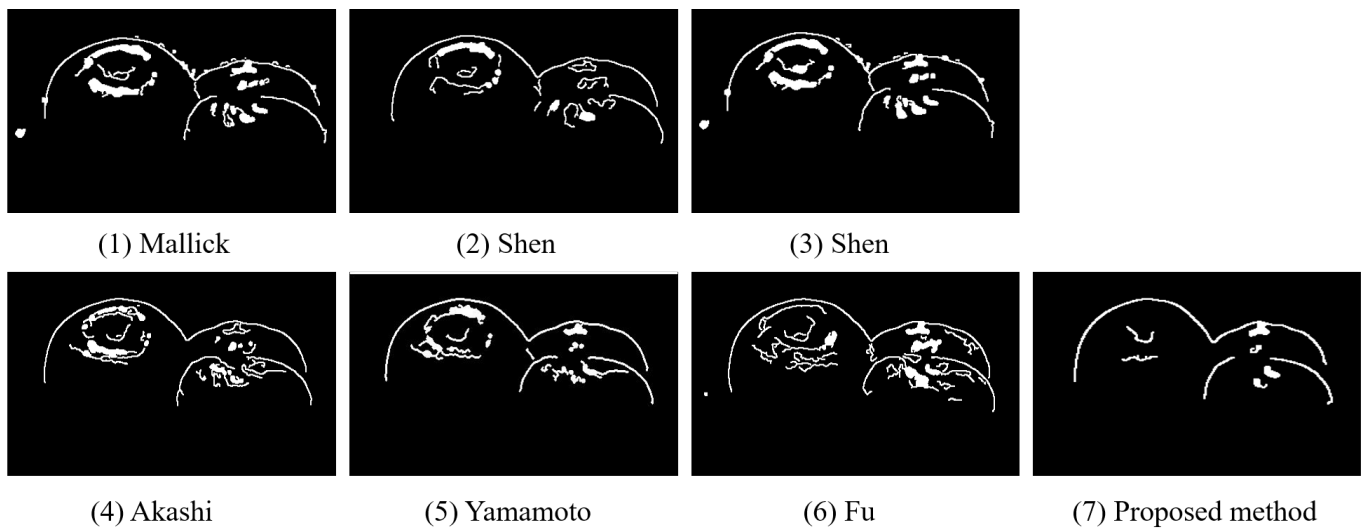 (1) Mallick
(2) Shen
(3) Shen
(4) Akashi
(5) Yamamoto
(6) Fu
(7) Proposed method